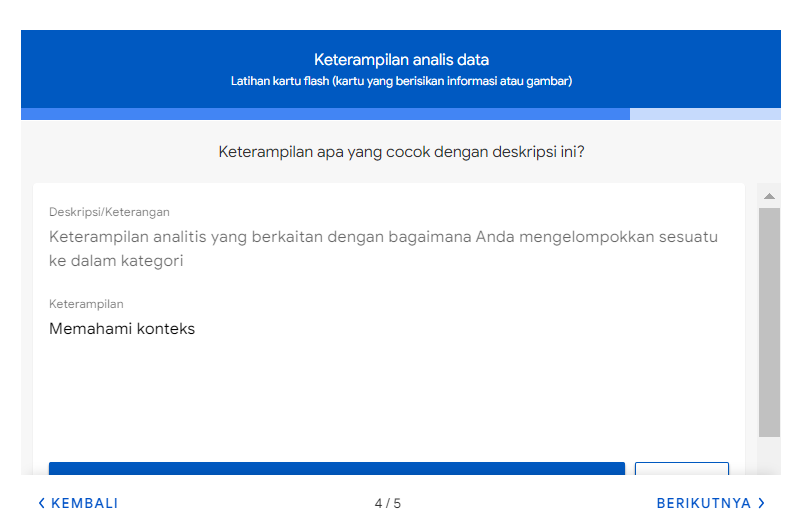 Keterampilan analis data
Latihan kartu flash (kartu yang berisikan informasi atau gambar)
Keterampilan apa yang cocok dengan deskripsi ini?
Deskripsi/Keterangan
Keterampilan analitis yang berkaitan dengan bagaimana Anda mengelompokkan sesuatu
ke dalam kategori
Keterampilan
Memahami konteks
KEMBALI
4 / 5
BERIKUTNYA